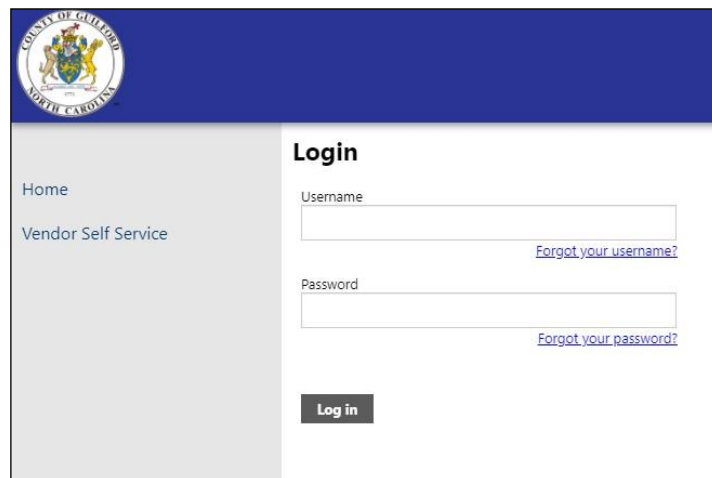 COUNTY OF GUILFORD
1771
NORTH CAROLINA
Login
Home
Vendor Self Service
Username
Forgot your username?
Password
Forgot your password?
Log in